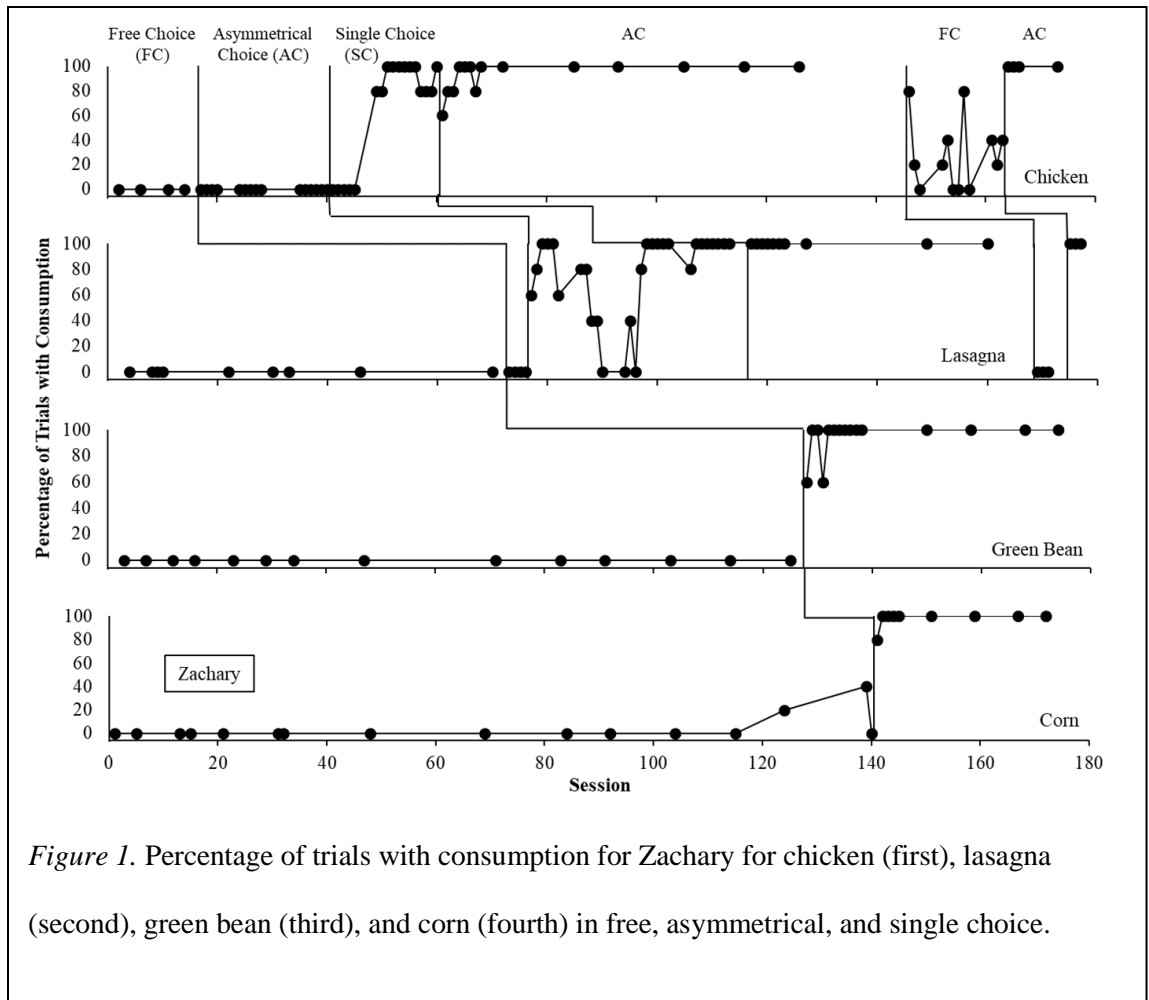 Free Choice (FC)
Asymmetrical Choice (AC)
Single Choice (SC)
AC
FC
AC
Percentage of Trials with Consumption
100
80
60
40
20
0
Chicken
100
80
60
40
20
0
Lasagna
100
80
60
40
20
0
Green Bean
100
80
60
40
20
0
Zachary
Corn
0 20 40 60 80 100 120 140 160 180
Session
Figure 1. Percentage of trials with consumption for Zachary for chicken (first), lasagna
(second), green bean (third), and corn (fourth) in free, asymmetrical, and single choice.